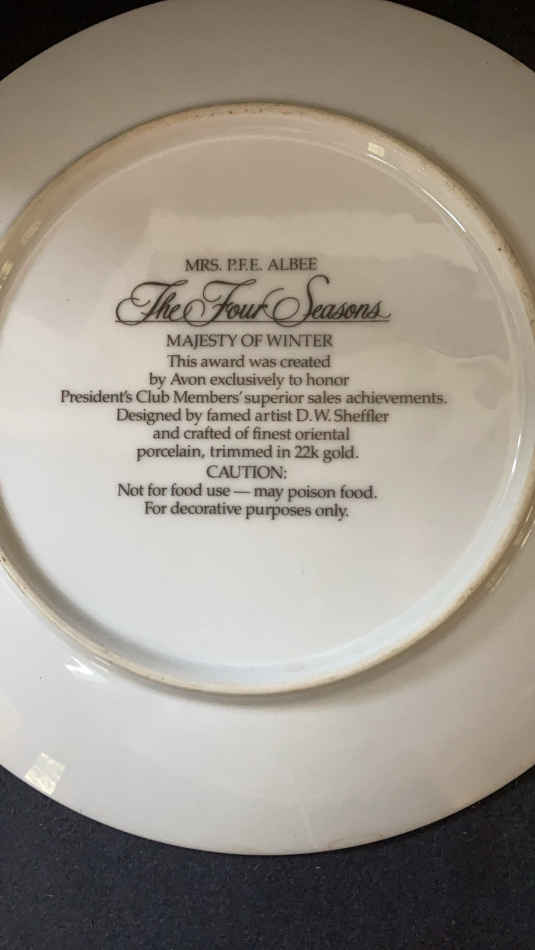 MRS. P.F.E. ALBEE
The Four Seasons
MAJESTY OF WINTER
This award was created
by Avon exclusively to honor
President's Club Members' superior sales achievements.
Designed by famed artist D.W. Sheffler
and crafted of finest oriental
porcelain, trimmed in 22k gold.
CAUTION:
Not for food use — may poison food.
For decorative purposes only.